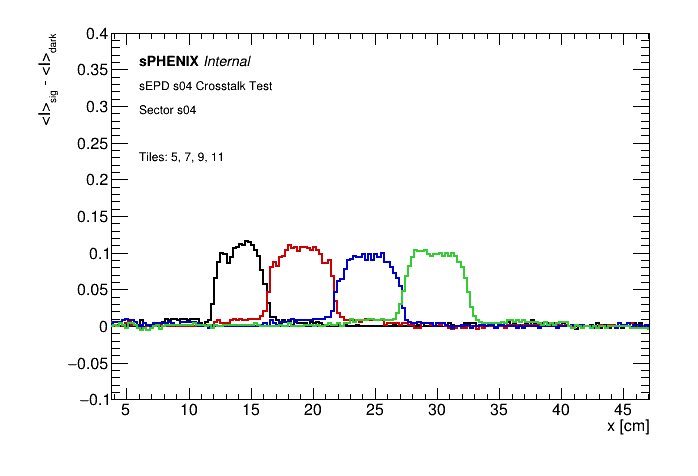 <I>sig - <I>dark
0.4
0.35
0.3
0.25
0.2
0.15
0.1
0.05
0
−0.05
−0.1
sPHENIX Internal
sEPD s04 Crosstalk Test
Sector s04
Tiles: 5, 7, 9, 11
5 10 15 20 25 30 35 40 45
x [cm]